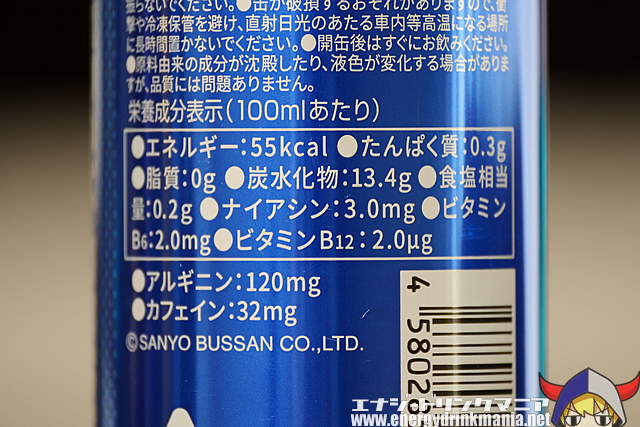 振らないでください。●缶が破損するおそれがありますので、衝
撃や冷凍保管を避け、直射日光のあたる車内等高温になる場所
に長時間置かないでください。●開缶後はすぐにお飲みください。
●原料由来の成分が沈殿したり、液色が変化する場合がありま
すが、品質には問題ありません。
栄養成分表示(100mlあたり)
●エネルギー:55kcal ●たんぱく質:0.3g
●脂質:0g ●炭水化物:13.4g ●食塩相当
量:0.2g ●ナイアシン:3.0mg ●ビタミン
B6:2.0mg ●ビタミンB12:2.0μg
●アルギニン:120mg
●カフェイン:32mg
©SANYO BUSSAN CO.,LTD.
4 58026
エナジードリンクマニア
www.energydrinkmania.net